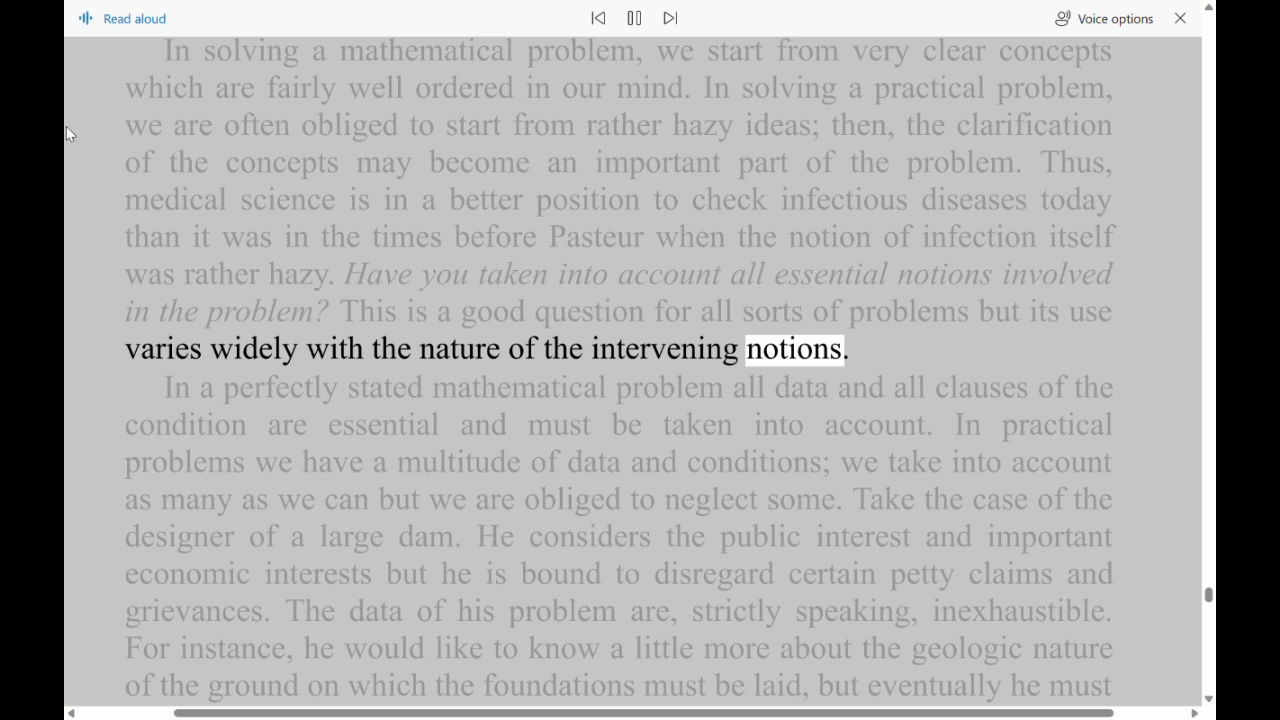 Read aloud
Voice options
In solving a mathematical problem, we start from very clear concepts
which are fairly well ordered in our mind. In solving a practical problem,
we are often obliged to start from rather hazy ideas; then, the clarification
of the concepts may become an important part of the problem. Thus,
medical science is in a better position to check infectious diseases today
than it was in the times before Pasteur when the notion of infection itself
was rather hazy. Have you taken into account all essential notions involved
in the problem? This is a good question for all sorts of problems but its use
varies widely with the nature of the intervening notions.
In a perfectly stated mathematical problem all data and all clauses of the
condition are essential and must be taken into account. In practical
problems we have a multitude of data and conditions; we take into account
as many as we can but we are obliged to neglect some. Take the case of the
designer of a large dam. He considers the public interest and important
economic interests but he is bound to disregard certain petty claims and
grievances. The data of his problem are, strictly speaking, inexhaustible.
For instance, he would like to know a little more about the geologic nature
of the ground on which the foundations must be laid, but eventually he must